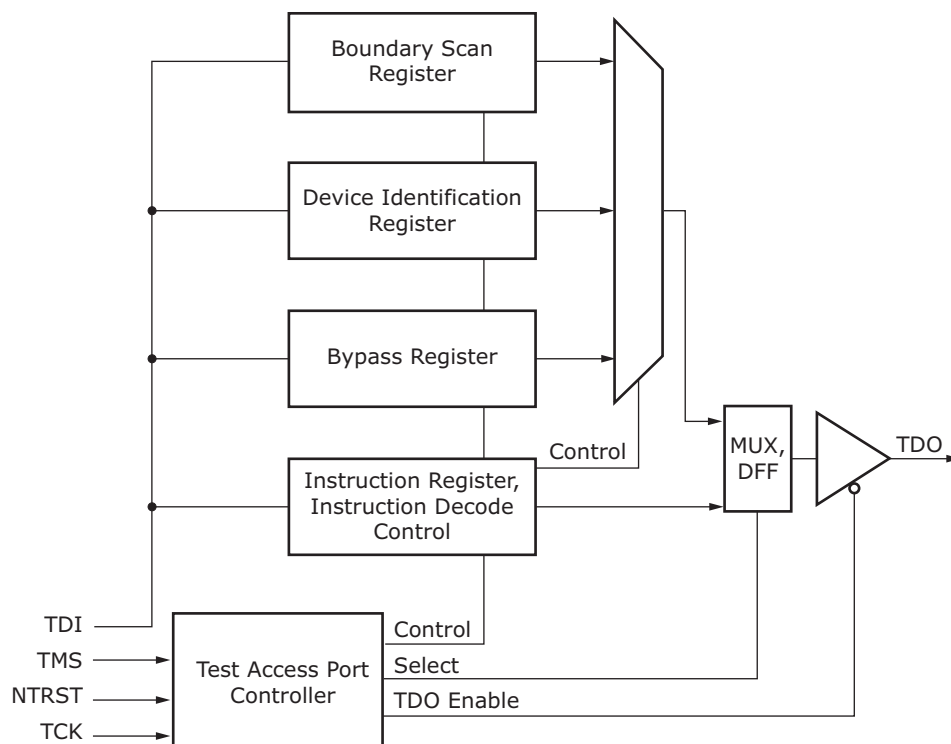 Boundary Scan
Register
Device Identification
Register
Bypass Register
Control
MUX,
DFF
TDO
Instruction Register,
Instruction Decode
Control
TDI
TMS
NTRST
TCK
Test Access Port
Controller
Control
Select
TDO Enable